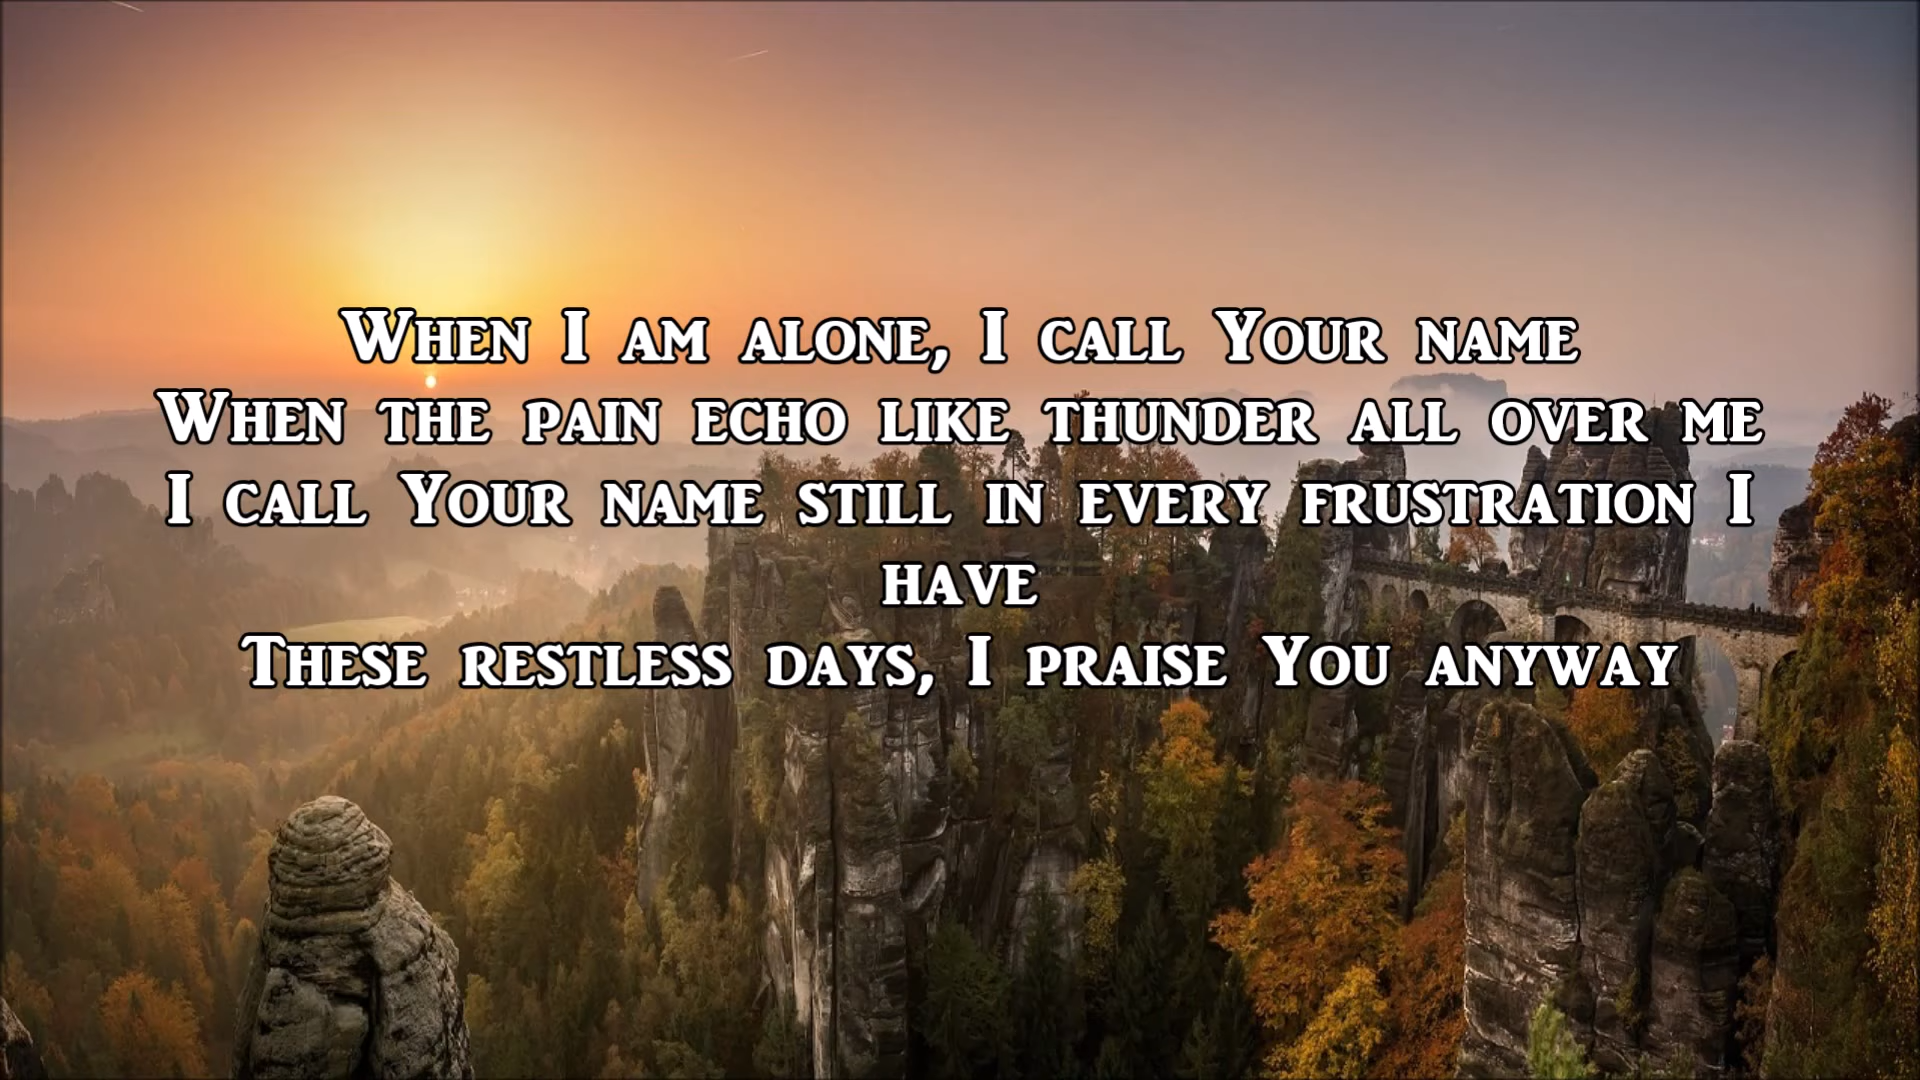 When I am alone, I call Your name
When the pain echo like thunder all over me
I call Your name still in every frustration I
have
These restless days, I praise You anyway